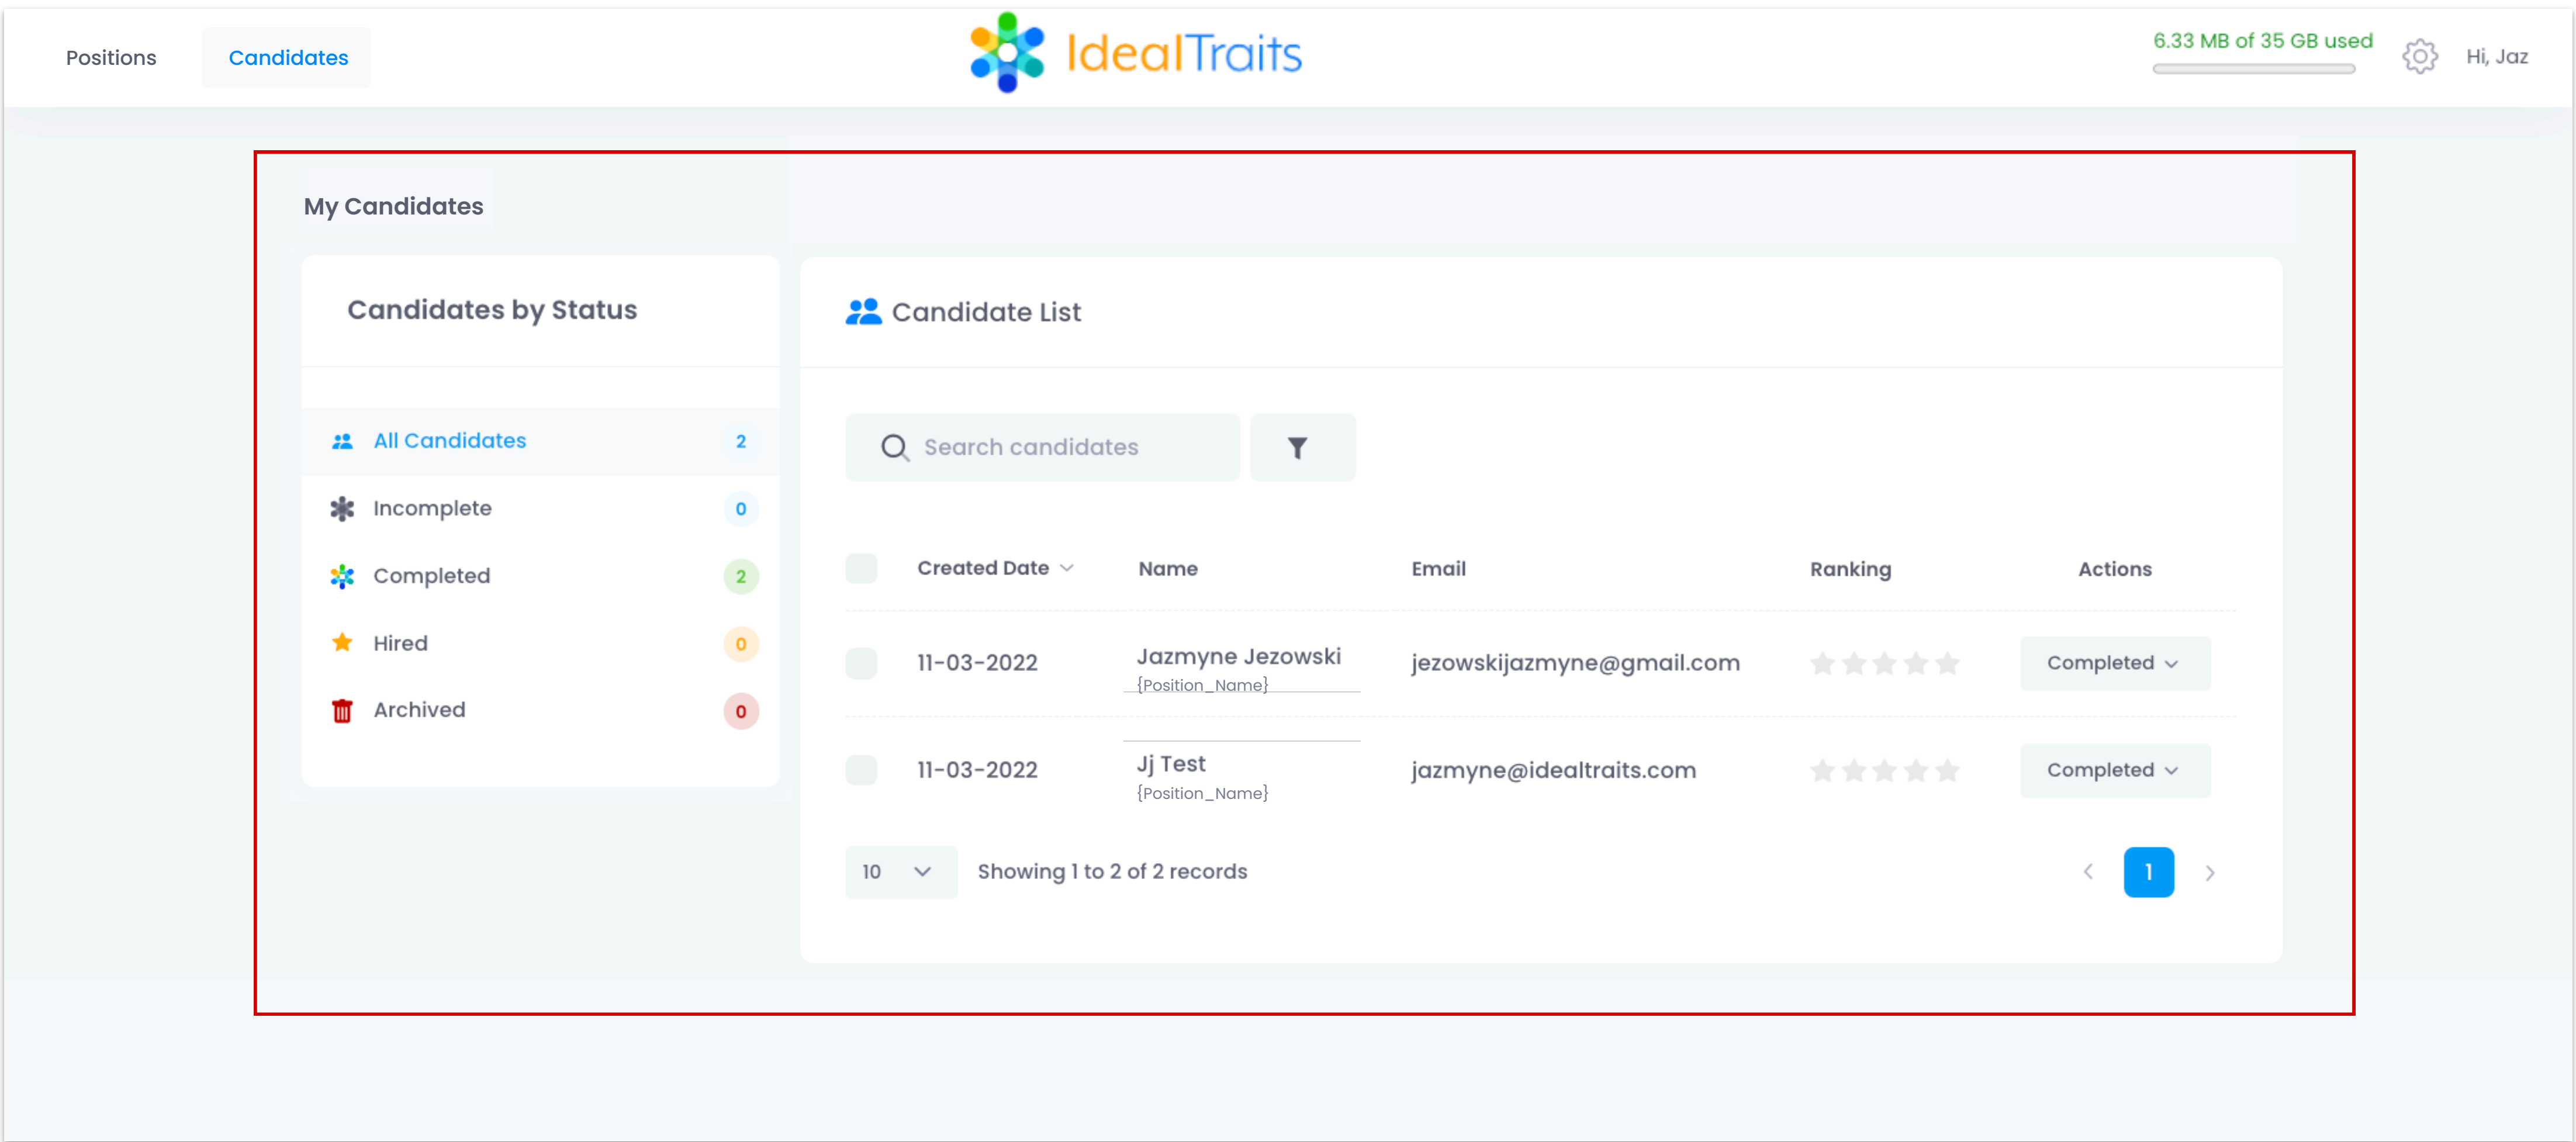 Positions
Candidates
IdealTraits
6.33 MB of 35 GB used
Hi, Jaz
My Candidates
Candidates by Status
All Candidates 2
Incomplete 0
Completed 2
Hired 0
Archived 0
Candidate List
Search candidates
Created Date Name Email Ranking Actions
11-03-2022 Jazmyne Jezowski jezowskijazmyne@gmail.com Completed
{Position_Name}
11-03-2022 Jj Test jazmyne@idealtraits.com Completed
{Position_Name}
10 Showing 1 to 2 of 2 records 1